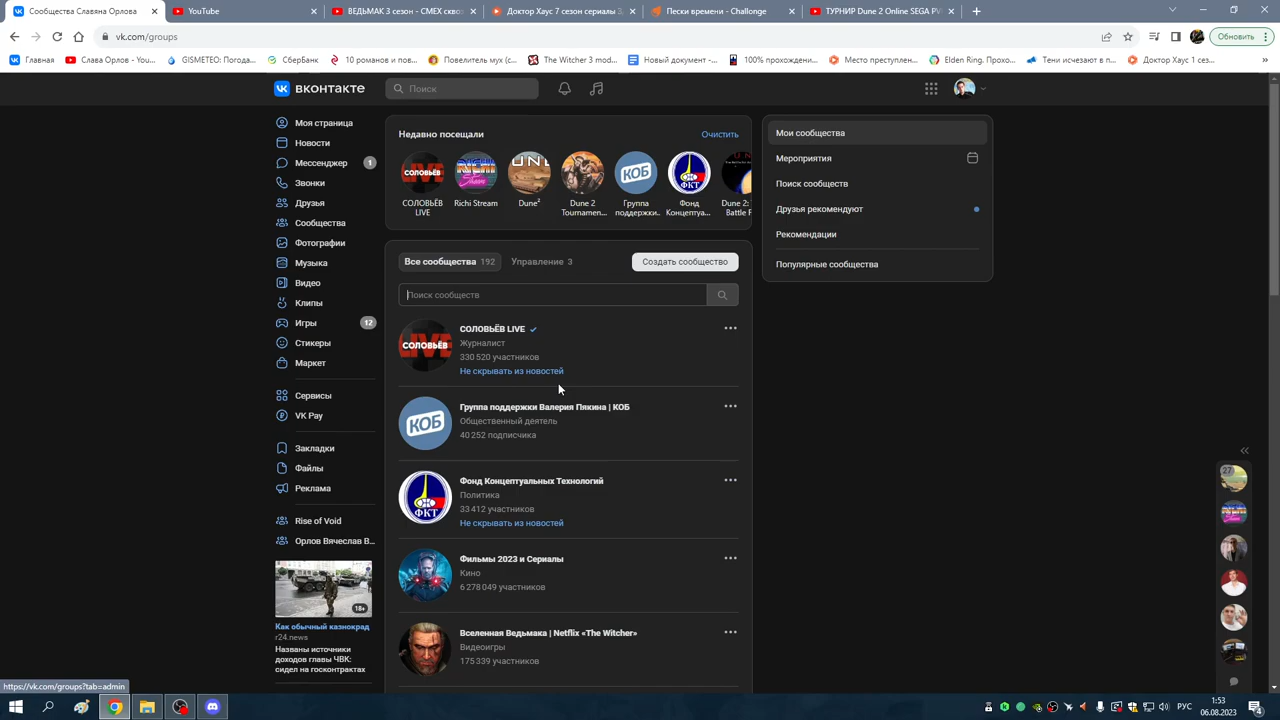 Сообщества Славяна Орлова
YouTube
ВЕДЬМАК 3 сезон - СМЕХ сквоз
Доктор Хаус 7 сезон сериалы
Пески времени - Challonge
ТУРНИР Dune 2 Online SEGA
vk.com/groups
Обновить
Главная
Слава Орлов - You...
GISMETEO: Погода...
СберБанк
10 романов и пов...
Повелитель мух (с...
The Witcher 3 mod...
Новый документ -...
100% прохождени...
Место преступлен...
Elden Ring. Прохо...
Тени исчезают в п...
Доктор Хаус 1 сез...
»
ВКОНТАКТЕ
Поиск
Моя страница
Новости
Мессенджер 1
Звонки
Друзья
Сообщества
Фотографии
Музыка
Видео
Клипы
Игры 12
Стикеры
Маркет
Сервисы
VK Pay
Закладки
Файлы
Реклама
Rise of Void
Орлов Вячеслав В...
18+
Как обычный казнокрад
r24.news
Названы источники
доходов главы ЧВК:
сидел на госконтрактах
Недавно посещали
Очистить
СОЛОВЬЁВ
LIVE
Richi Stream
Dune²
Dune 2
Tournamen...
КОБ
Группа
поддержки...
ФКТ
Фонд
Концептуа...
Dune 2:
Battle F
Все сообщества 192
Управление 3
Создать сообщество
Поиск сообществ
СОЛОВЬЁВ
СОЛОВЬЁВ LIVE
Журналист
330 520 участников
Не скрывать из новостей
КОБ
Группа поддержки Валерия Пякина | КОБ
Общественный деятель
40 252 подписчика
ФКТ
Фонд Концептуальных Технологий
Политика
33 412 участников
Не скрывать из новостей
Фильмы 2023 и Сериалы
Кино
6 278 049 участников
Вселенная Ведьмака | Netflix «The Witcher»
Видеоигры
175 339 участников
Мои сообщества
Мероприятия
Поиск сообществ
Друзья рекомендуют
Рекомендации
Популярные сообщества
27
https://vk.com/groups?tab=admin
РУС
1:53
06.08.2023
4